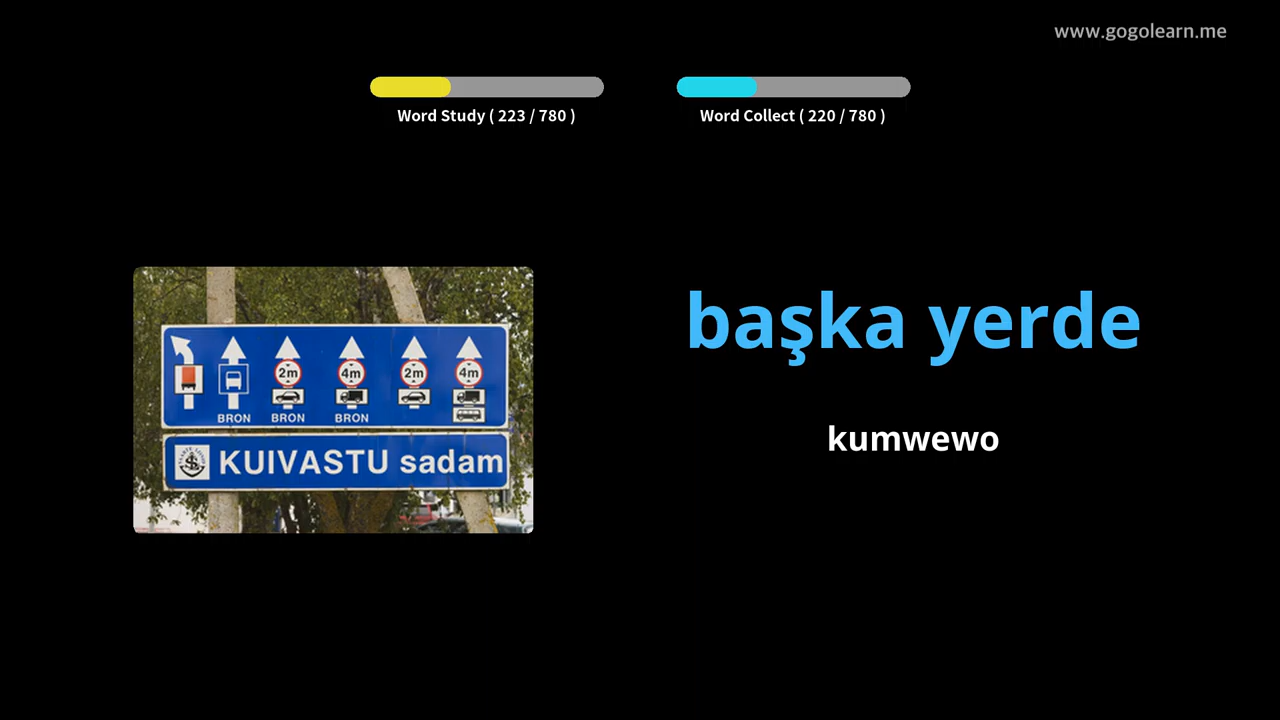 www.gogolearn.me
Word Study ( 223 / 780 )
Word Collect ( 220 / 780 )
başka yerde
kumwewo
2m 4m 2m 4m
BRON BRON BRON
KUIVASTU sadam